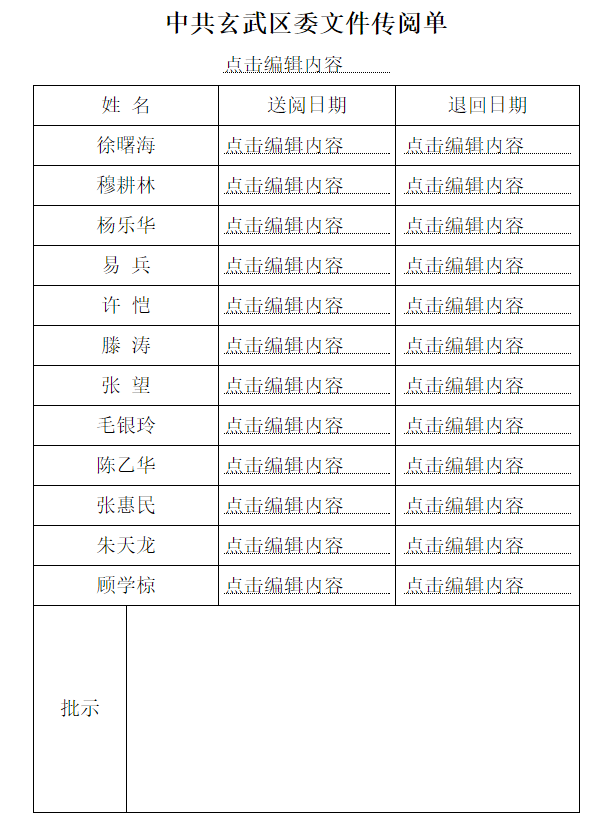 中共玄武区委文件传阅单
点击编辑内容
姓 名 送阅日期 退回日期
徐曙海 点击编辑内容 点击编辑内容
穆耕林 点击编辑内容 点击编辑内容
杨乐华 点击编辑内容 点击编辑内容
易 兵 点击编辑内容 点击编辑内容
许 恺 点击编辑内容 点击编辑内容
滕 涛 点击编辑内容 点击编辑内容
张 望 点击编辑内容 点击编辑内容
毛银玲 点击编辑内容 点击编辑内容
陈乙华 点击编辑内容 点击编辑内容
张惠民 点击编辑内容 点击编辑内容
朱天龙 点击编辑内容 点击编辑内容
顾学椋 点击编辑内容 点击编辑内容
批示